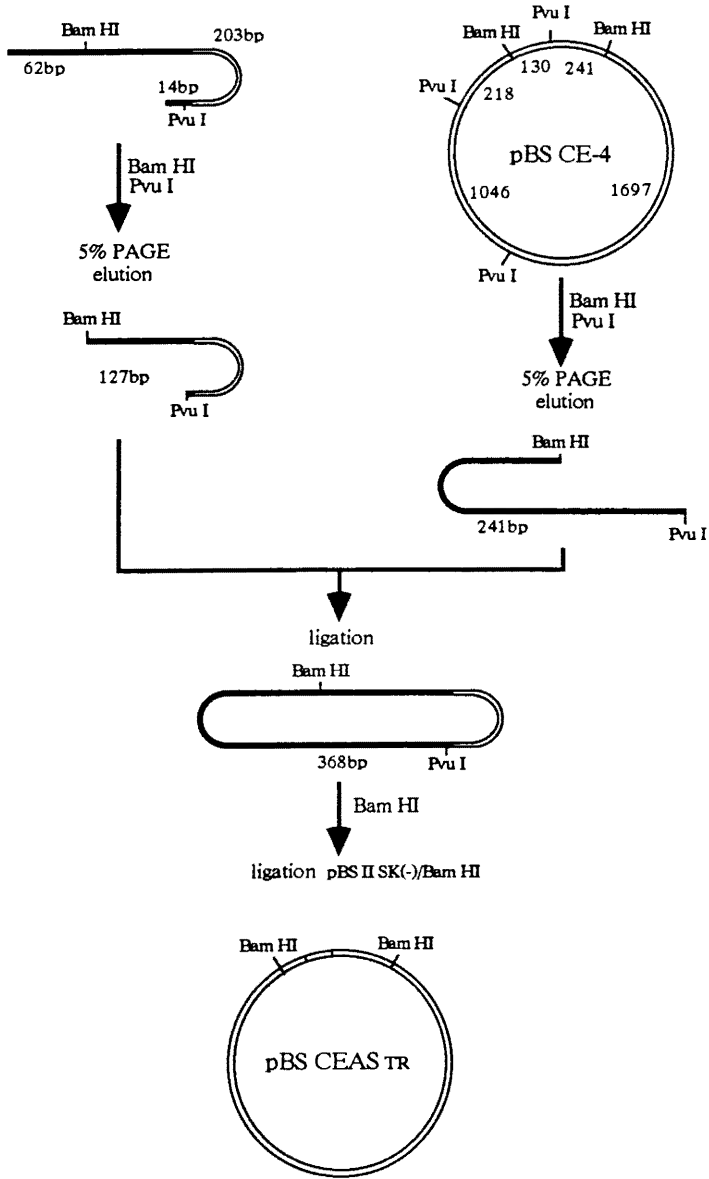 Bam HI
203bp
62bp
14bp
Pvu I
Bam HI
Pvu I
5% PAGE
elution
Bam HI
127bp
Pvu I
Pvu I
Bam HI
Bam HI
130
241
Pvu I
218
pBS CE-4
1046
1697
Pvu I
Bam HI
Pvu I
5% PAGE
elution
Bam HI
241bp
Pvu I
ligation
Bam HI
368bp
Pvu I
Bam HI
ligation pBS II SK(-)/Bam HI
Bam HI
Bam HI
pBS CEAS TR